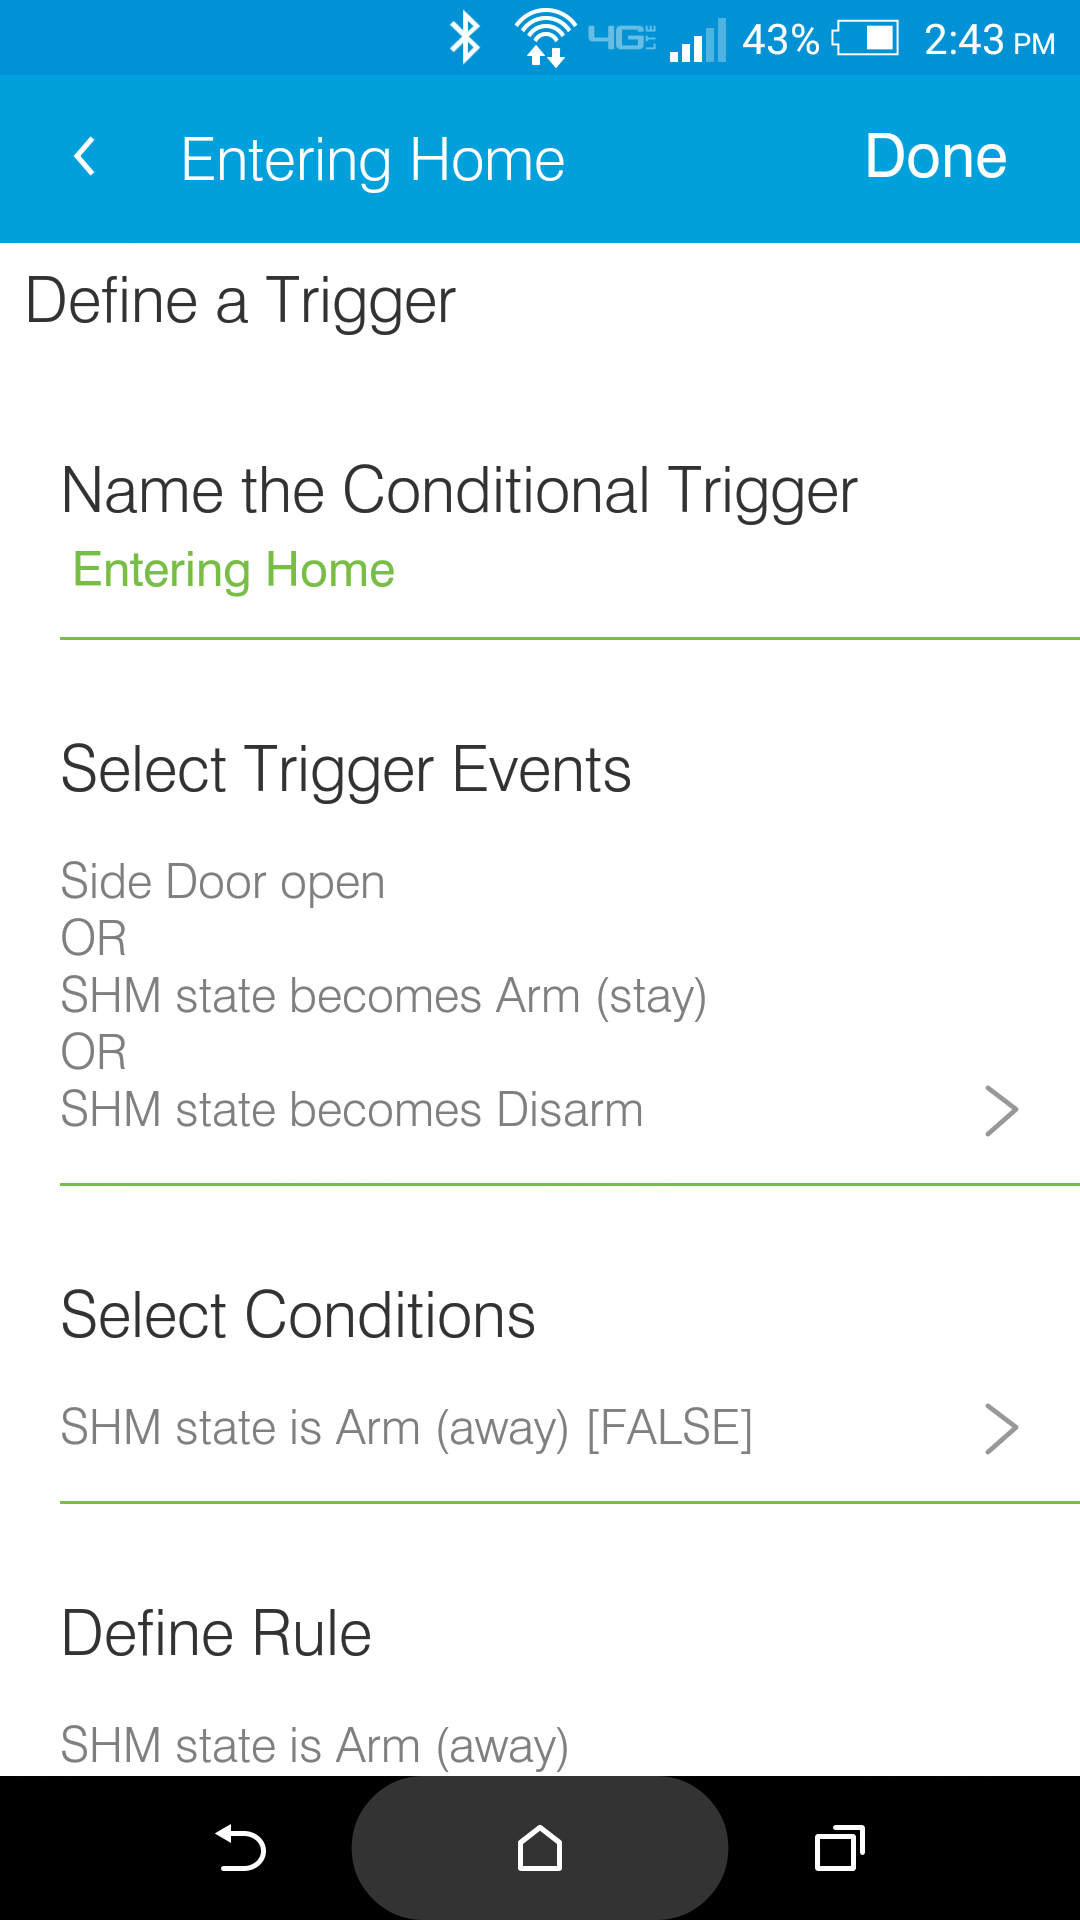 4G LTE 43% 2:43 PM
Entering Home Done
Define a Trigger
Name the Conditional Trigger
Entering Home
Select Trigger Events
Side Door open
OR
SHM state becomes Arm (stay)
OR
SHM state becomes Disarm
Select Conditions
SHM state is Arm (away) [FALSE]
Define Rule
SHM state is Arm (away)